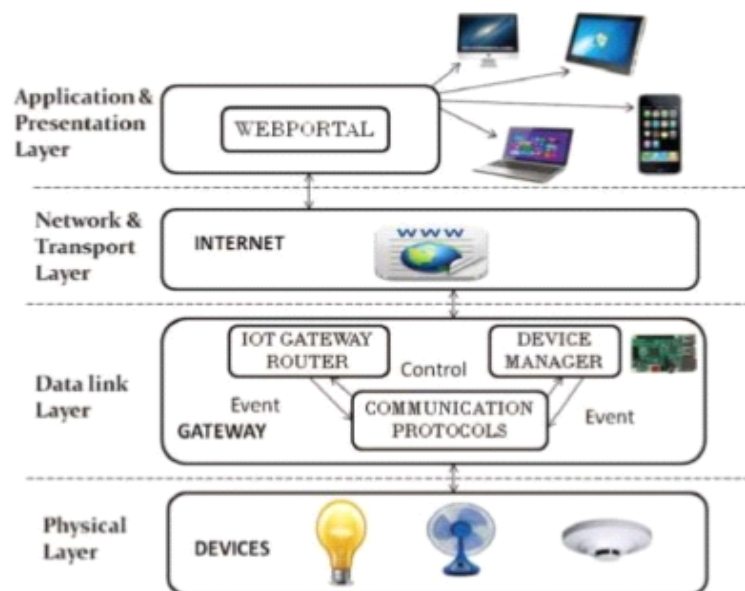 Application &
Presentation
Layer
WEBPORTAL
Network &
Transport
Layer
INTERNET
WWW
Data link
Layer
IOT GATEWAY
ROUTER
DEVICE
MANAGER
Control
Event
COMMUNICATION
PROTOCOLS
Event
GATEWAY
Physical
Layer
DEVICES